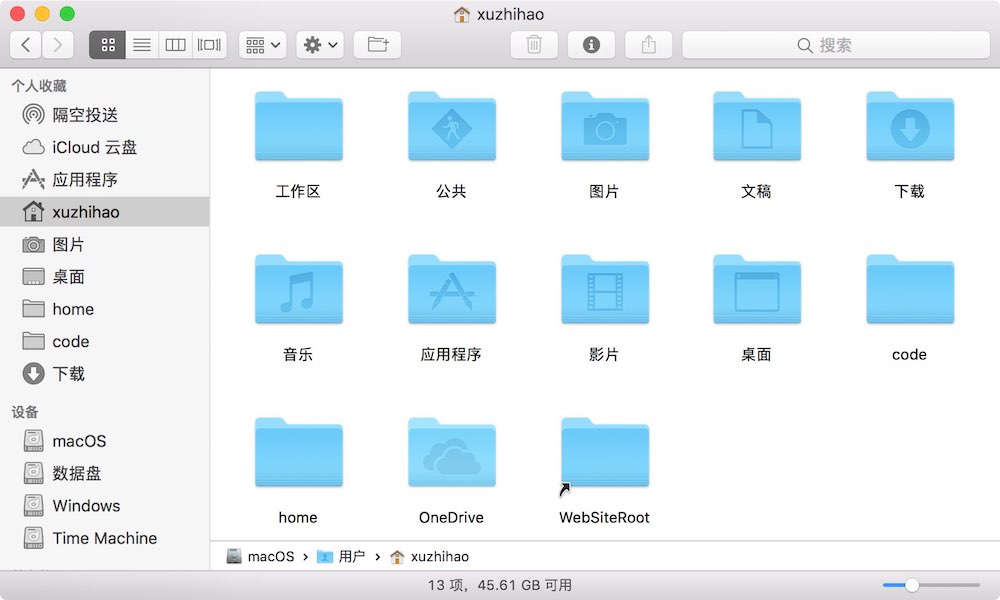 xuzhihao
搜索
个人收藏
隔空投送
iCloud 云盘
应用程序
xuzhihao
图片
桌面
home
code
下载
设备
macOS
数据盘
Windows
Time Machine
工作区 公共 图片 文稿 下载
音乐 应用程序 影片 桌面 code
home OneDrive WebSiteRoot
macOS › 用户 › xuzhihao
13 项，45.61 GB 可用